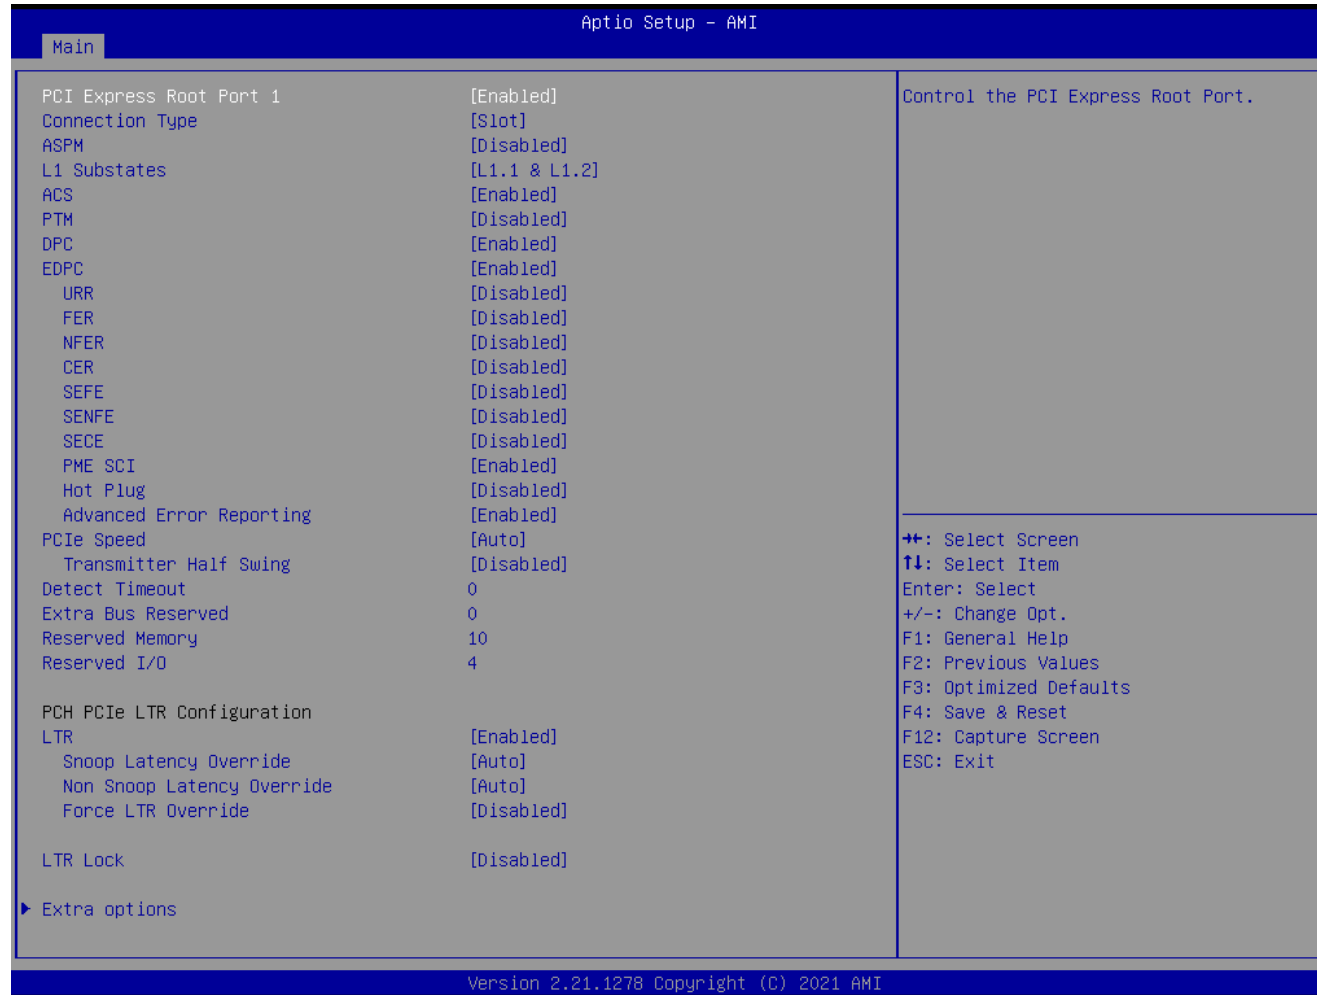 Aptio Setup – AMI
Main
PCI Express Root Port 1 [Enabled]
Connection Type [Slot]
ASPM [Disabled]
L1 Substates [L1.1 & L1.2]
ACS [Enabled]
PTM [Disabled]
DPC [Enabled]
EDPC [Enabled]
URR [Disabled]
FER [Disabled]
NFER [Disabled]
CER [Disabled]
SEFE [Disabled]
SENFE [Disabled]
SECE [Disabled]
PME SCI [Enabled]
Hot Plug [Disabled]
Advanced Error Reporting [Enabled]
PCIe Speed [Auto]
Transmitter Half Swing [Disabled]
Detect Timeout 0
Extra Bus Reserved 0
Reserved Memory 10
Reserved I/O 4
PCH PCIe LTR Configuration
LTR [Enabled]
Snoop Latency Override [Auto]
Non Snoop Latency Override [Auto]
Force LTR Override [Disabled]
LTR Lock [Disabled]
Extra options
Control the PCI Express Root Port.
→←: Select Screen
↑↓: Select Item
Enter: Select
+/-: Change Opt.
F1: General Help
F2: Previous Values
F3: Optimized Defaults
F4: Save & Reset
F12: Capture Screen
ESC: Exit
Version 2.21.1278 Copyright (C) 2021 AMI